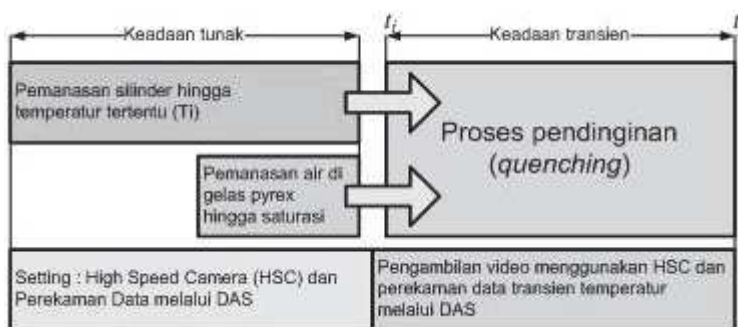 Keadaan tunak
t_i
Keadaan transien
t
Pemanasan silinder hingga
temperatur tertentu (Ti)
Proses pendinginan
(quenching)
Pemanasan air di
gelas pyrex
hingga saturasi
Setting : High Speed Camera (HSC) dan
Perekaman Data melalui DAS
Pengambilan video menggunakan HSC dan
perekaman data transien temperatur
melalui DAS